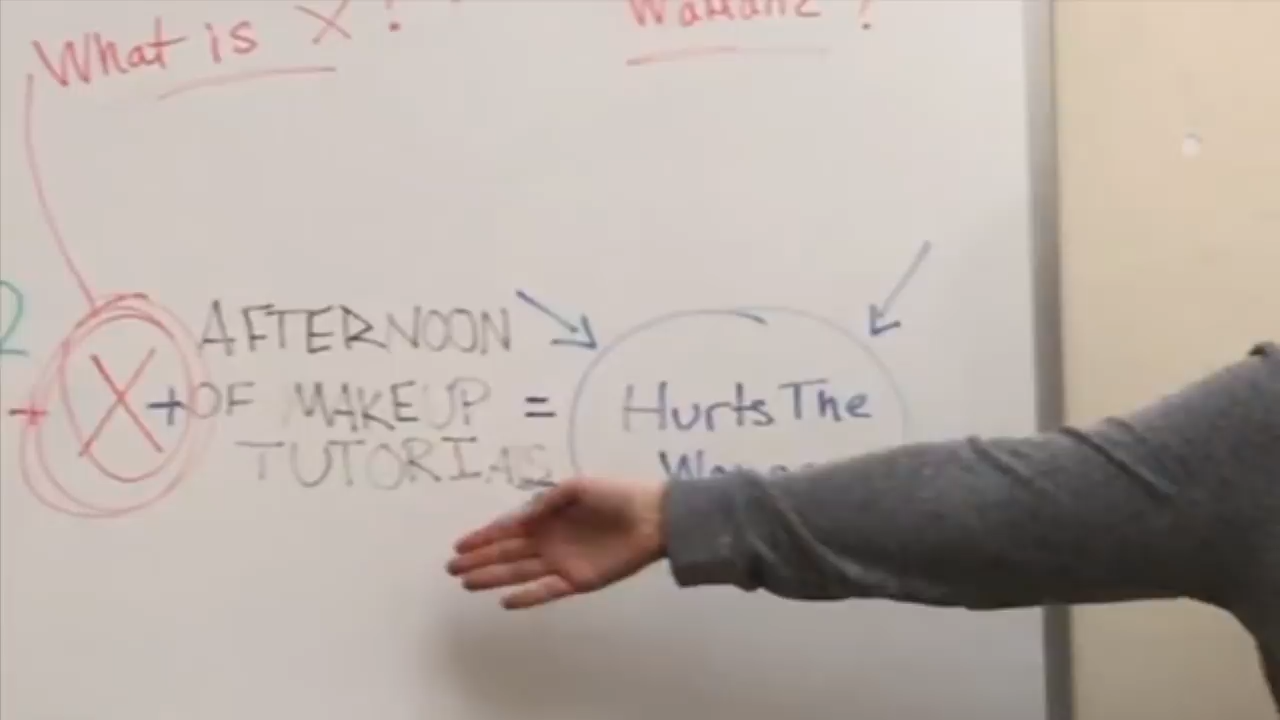 What is X?
+ X + AFTERNOON
OF MAKEUP =
TUTORIALS
Hurts The